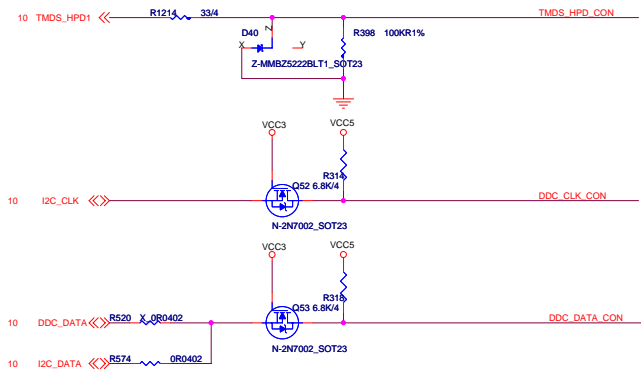 10 TMDS_HPD1 R1214 33/4 TMDS_HPD_CON
D40 Z R398 100KR1%
X Y
Z-MMBZ5222BLT1_SOT23
VCC3 VCC5
R314
Q52 6.8K/4
10 I2C_CLK DDC_CLK_CON
N-2N7002_SOT23
VCC3 VCC5
R318
Q53 6.8K/4
10 DDC_DATA R520 X_0R0402 DDC_DATA_CON
N-2N7002_SOT23
10 I2C_DATA R574 0R0402